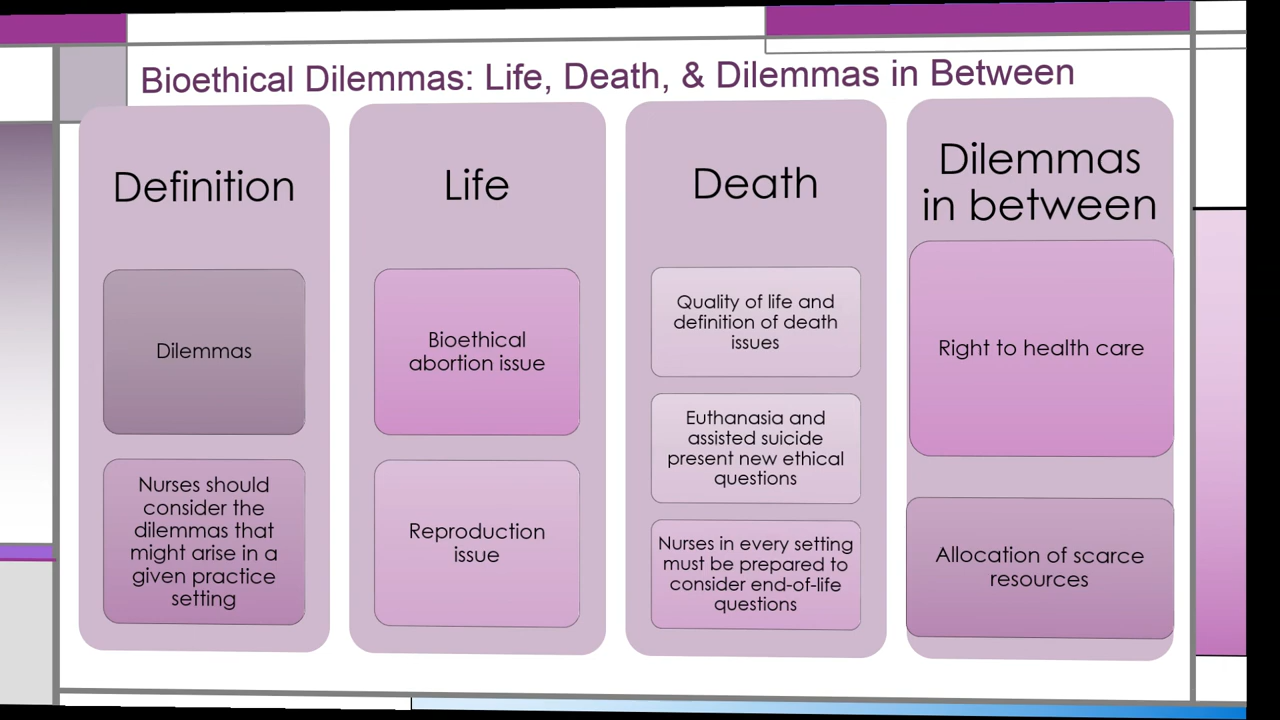 Bioethical Dilemmas: Life, Death, & Dilemmas in Between
Definition
Dilemmas
Nurses should
consider the
dilemmas that
might arise in a
given practice
setting
Life
Bioethical
abortion issue
Reproduction
issue
Death
Quality of life and
definition of death
issues
Euthanasia and
assisted suicide
present new ethical
questions
Nurses in every setting
must be prepared to
consider end-of-life
questions
Dilemmas
in between
Right to health care
Allocation of scarce
resources